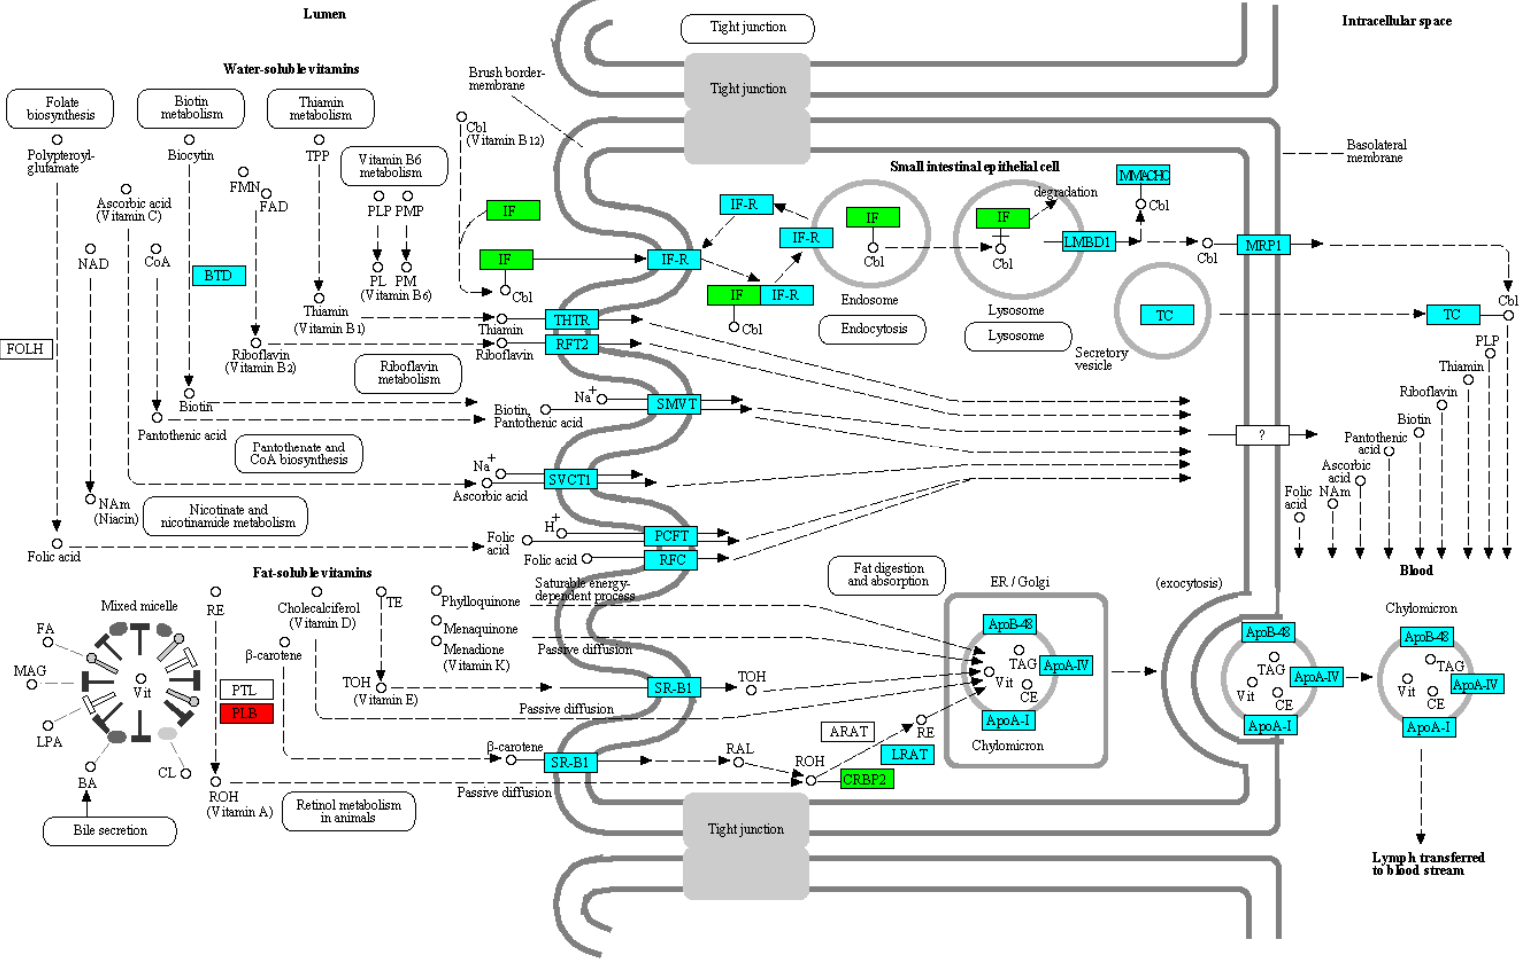 Lumen
Intracellular space
Tight junction
Water-soluble vitamins
Brush border-
membrane
Tight junction
Folate
biosynthesis
Biotin
metabolism
Thiamin
metabolism
Cbl
(Vitamin B12)
Basolateral
membrane
Polypteroyl-
glutamate
Biocytin
TPP
Vitamin B6
metabolism
Small intestinal epithelial cell
MMACHC
FMN
FAD
Ascorbic acid
(Vitamin C)
PLP PMP
IF
IF-R
IF
IF
degradation
Cbl
NAD
CoA
BTD
PL PM
(Vitamin B6)
IF
Cbl
IF-R
IF-R
Cbl
Cbl
LMBD1
Cbl
MRP1
IF
IF-R
Cbl
Endosome
Endocytosis
Lysosome
Lysosome
TC
Secretory
vesicle
TC
Cbl
Thiamin
(Vitamin B1)
Thiamin
THTR
FOLH
Riboflavin
(Vitamin B2)
Riboflavin
RFT2
PLP
Thiamin
Riboflavin
Biotin
Pantothenic
acid
Ascorbic
acid
NAm
Folic
acid
Riboflavin
metabolism
Biotin
Na+
Biotin,
Pantothenic acid
SMVT
Pantothenic acid
?
Pantothenate and
CoA biosynthesis
Na+
Ascorbic acid
SVCT1
NAm
(Niacin)
Nicotinate and
nicotinamide metabolism
H+
Folic
acid
PCFT
Folic acid
Folic acid
RFC
Blood
Fat-soluble vitamins
Saturable energy-
dependent process
Fat digestion
and absorption
ER / Golgi
(exocytosis)
Mixed micelle
RE
Cholecalciferol
(Vitamin D)
TE
Phylloquinone
Menaquinone
Menadione
(Vitamin K)
Passive diffusion
Chylomicron
FA
MAG
LPA
BA
CL
Vit
β-carotene
PTL
PLB
TOH
(Vitamin E)
SR-B1
TOH
Passive diffusion
ApoB-48
TAG
ApoA-IV
Vit
CE
ApoA-I
Chylomicron
ApoB-48
TAG
ApoA-IV
Vit
CE
ApoA-I
ApoB-48
TAG
ApoA-IV
Vit
CE
ApoA-I
β-carotene
SR-B1
RAL
ROH
ARAT
RE
LRAT
CRBP2
ROH
(Vitamin A)
Retinol metabolism
in animals
Passive diffusion
Bile secretion
Tight junction
Lymph transferred
to blood stream